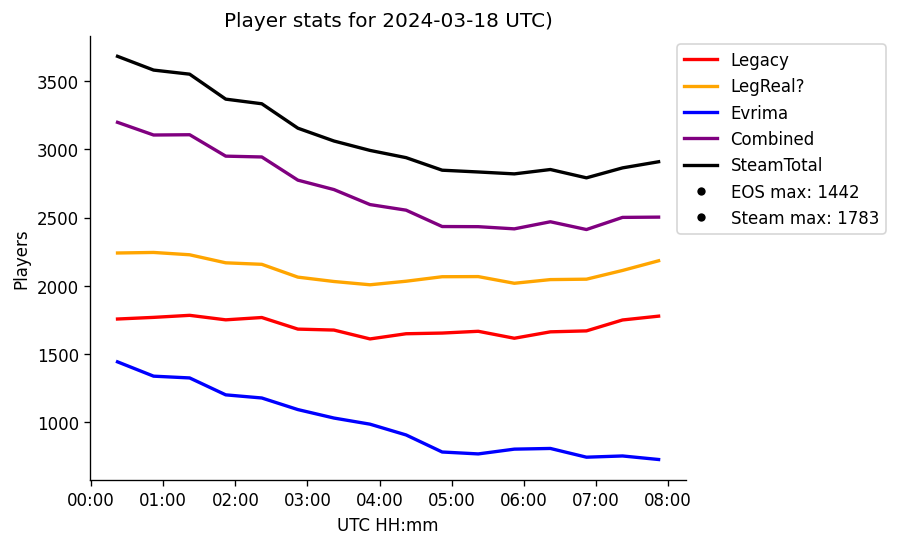 Player stats for 2024-03-18 UTC)
Legacy
LegReal?
Evrima
Combined
SteamTotal
EOS max: 1442
Steam max: 1783
Players
3500
3000
2500
2000
1500
1000
00:00 01:00 02:00 03:00 04:00 05:00 06:00 07:00 08:00
UTC HH:mm